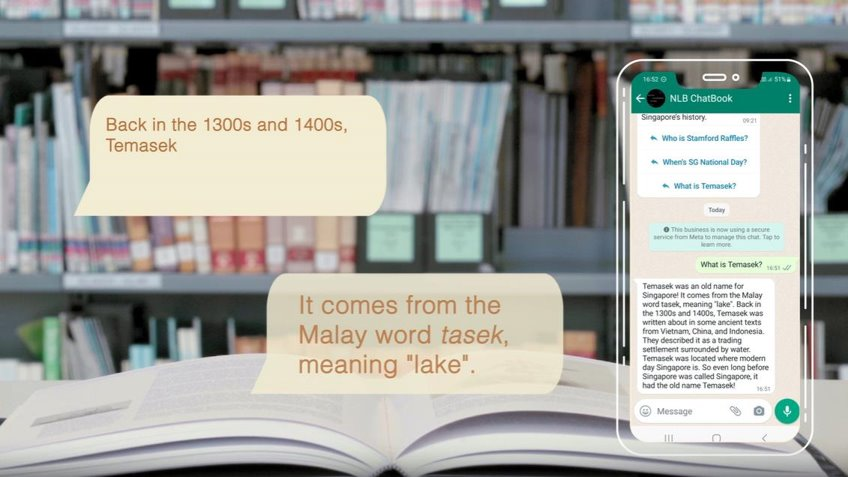 Back in the 1300s and 1400s,
Temasek
It comes from the
Malay word tasek,
meaning "lake".
16:52
51%
NLB ChatBook
Singapore's history.
09:21
Who is Stamford Raffles?
When's SG National Day?
What is Temasek?
Today
This business is now using a secure
service from Meta to manage this chat. Tap to
learn more.
What is Temasek?
16:51
Temasek was an old name for
Singapore! It comes from the Malay
word tasek, meaning "lake". Back in
the 1300s and 1400s, Temasek was
written about in some ancient texts
from Vietnam, China, and Indonesia.
They described it as a trading
settlement surrounded by water.
Temasek was located where modern
day Singapore is. So even long before
Singapore was called Singapore, it
had the old name Temasek!
16:51
Message